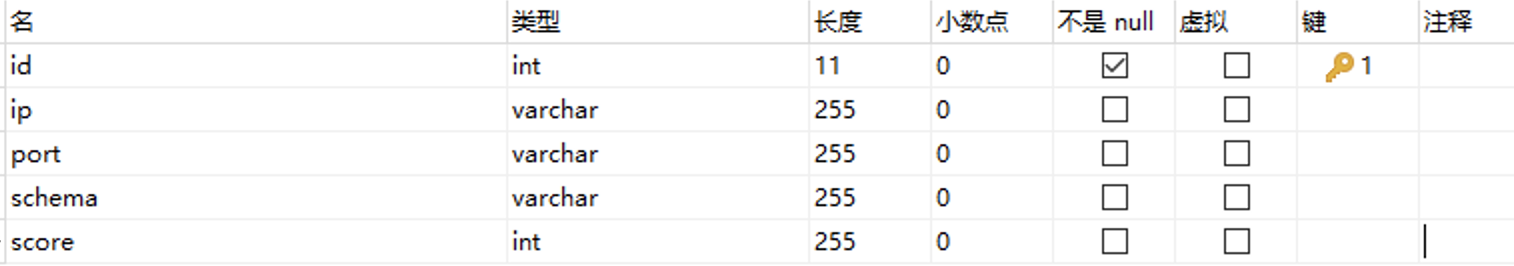 名 类型 长度 小数点 不是 null 虚拟 键 注释
id int 11 0 1
ip varchar 255 0
port varchar 255 0
schema varchar 255 0
score int 255 0